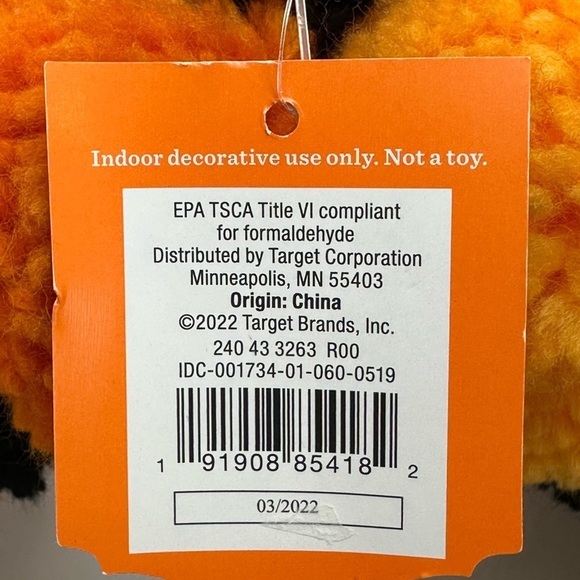 Indoor decorative use only. Not a toy.
EPA TSCA Title VI compliant
for formaldehyde
Distributed by Target Corporation
Minneapolis, MN 55403
Origin: China
©2022 Target Brands, Inc.
240 43 3263 R00
IDC-001734-01-060-0519
1 91908 85418 2
03/2022